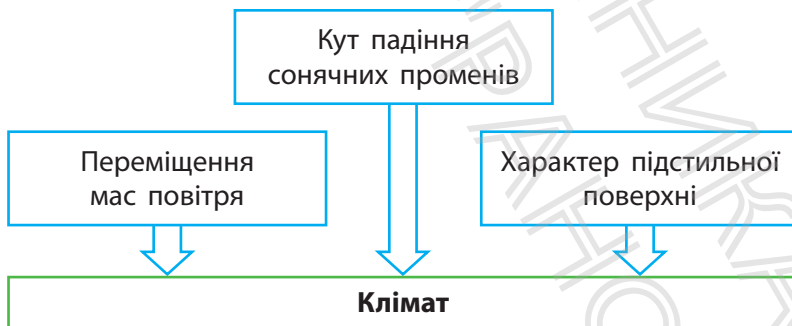 Кут падіння
сонячних променів
Переміщення
мас повітря
Характер підстильної
поверхні
Клімат